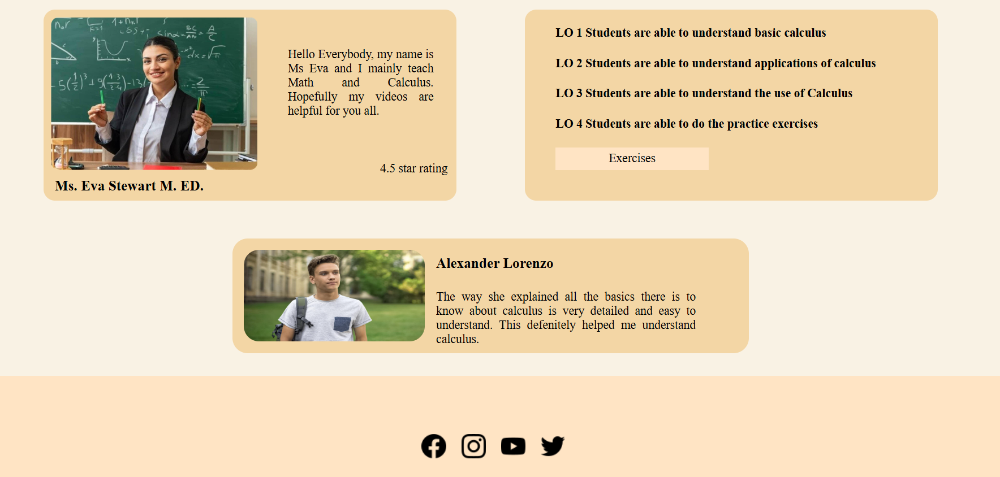 Hello Everybody, my name is
Ms Eva and I mainly teach
Math and Calculus.
Hopefully my videos are
helpful for you all.
4.5 star rating
Ms. Eva Stewart M. ED.
LO 1 Students are able to understand basic calculus
LO 2 Students are able to understand applications of calculus
LO 3 Students are able to understand the use of Calculus
LO 4 Students are able to do the practice exercises
Exercises
Alexander Lorenzo
The way she explained all the basics there is to
know about calculus is very detailed and easy to
understand. This defenitely helped me understand
calculus.